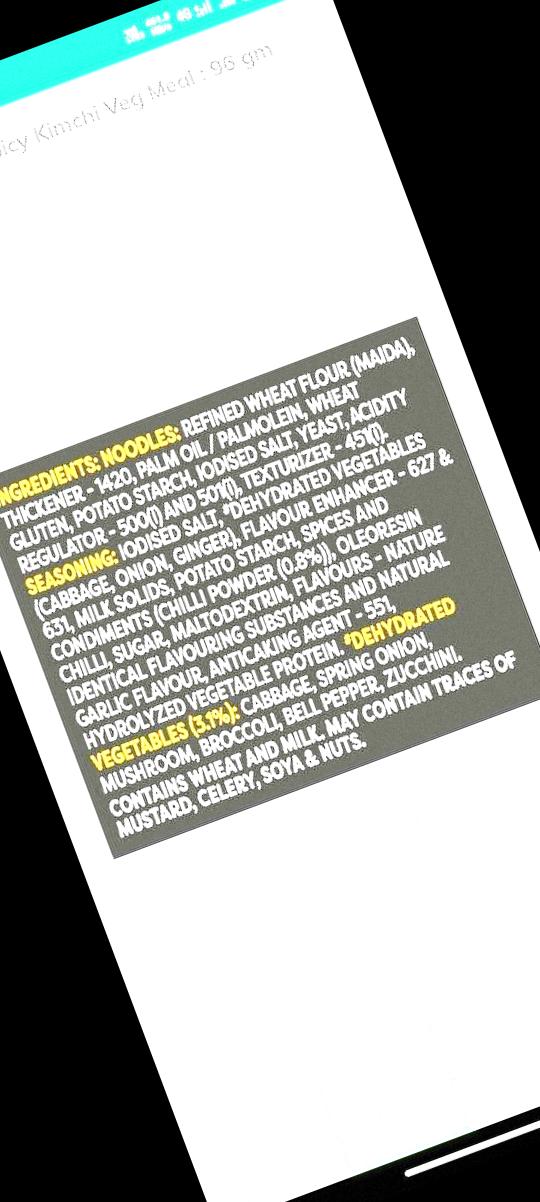 icy Kimchi Veg Meal : 96 gm
INGREDIENTS: NOODLES: REFINED WHEAT FLOUR (MAIDA),
THICKENER - 1420, PALM OIL / PALMOLEIN, WHEAT
GLUTEN, POTATO STARCH, IODISED SALT, YEAST, ACIDITY
REGULATOR - 500(I) AND 501(I), TEXTURIZER - 451(I).
SEASONING: IODISED SALT, *DEHYDRATED VEGETABLES
(CABBAGE, ONION, GINGER), FLAVOUR ENHANCER - 627 &
631, MILK SOLIDS, POTATO STARCH, SPICES AND
CONDIMENTS (CHILLI POWDER (0.8%)), OLEORESIN
CHILLI, SUGAR, MALTODEXTRIN, FLAVOURS - NATURE
IDENTICAL FLAVOURING SUBSTANCES AND NATURAL
GARLIC FLAVOUR, ANTICAKING AGENT - 551,
HYDROLYZED VEGETABLE PROTEIN. *DEHYDRATED
VEGETABLES (3.1%): CABBAGE, SPRING ONION,
MUSHROOM, BROCCOLI, BELL PEPPER, ZUCCHINI.
CONTAINS WHEAT AND MILK. MAY CONTAIN TRACES OF
MUSTARD, CELERY, SOYA & NUTS.